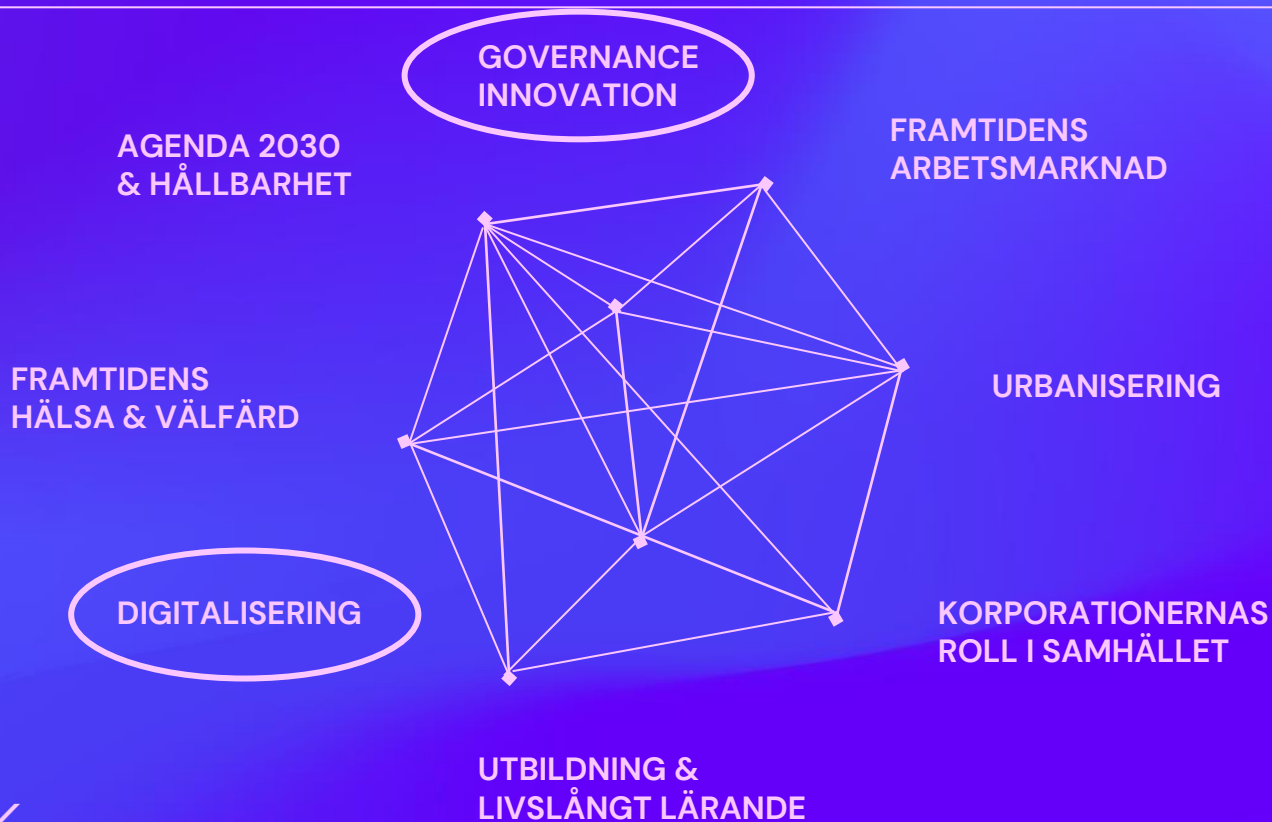 GOVERNANCE
INNOVATION
FRAMTIDENS
ARBETSMARKNAD
AGENDA 2030
& HÅLLBARHET
FRAMTIDENS
HÄLSA & VÄLFÄRD
URBANISERING
DIGITALISERING
KORPORATIONERNAS
ROLL I SAMHÄLLET
UTBILDNING &
LIVSLÅNGT LÄRANDE